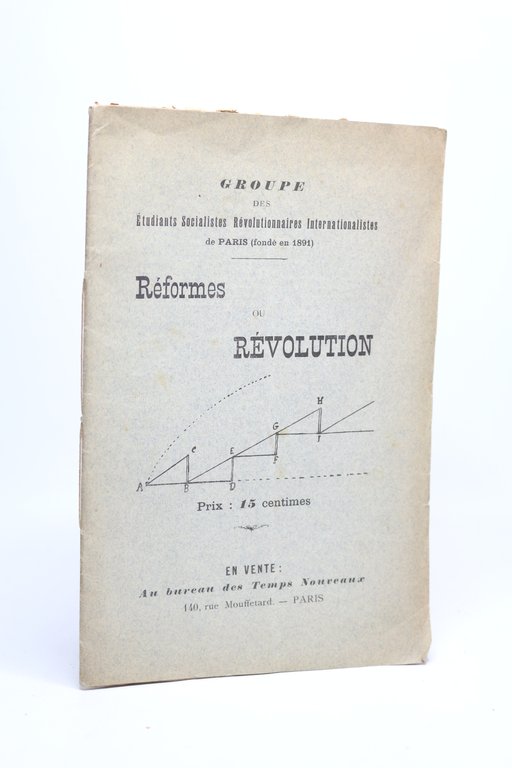 GROUPE
DES
Étudiants Socialistes Révolutionnaires Internationalistes
de PARIS (fondé en 1891)
Réformes
OU
RÉVOLUTION
H
G
C E
F I
A B D
Prix : 15 centimes
EN VENTE :
Au bureau des Temps Nouveaux
140, rue Mouffetard. — PARIS